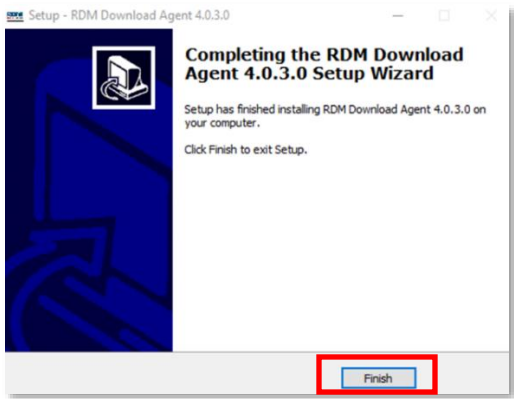 Setup - RDM Download Agent 4.0.3.0
Completing the RDM Download
Agent 4.0.3.0 Setup Wizard
Setup has finished installing RDM Download Agent 4.0.3.0 on
your computer.
Click Finish to exit Setup.
Finish